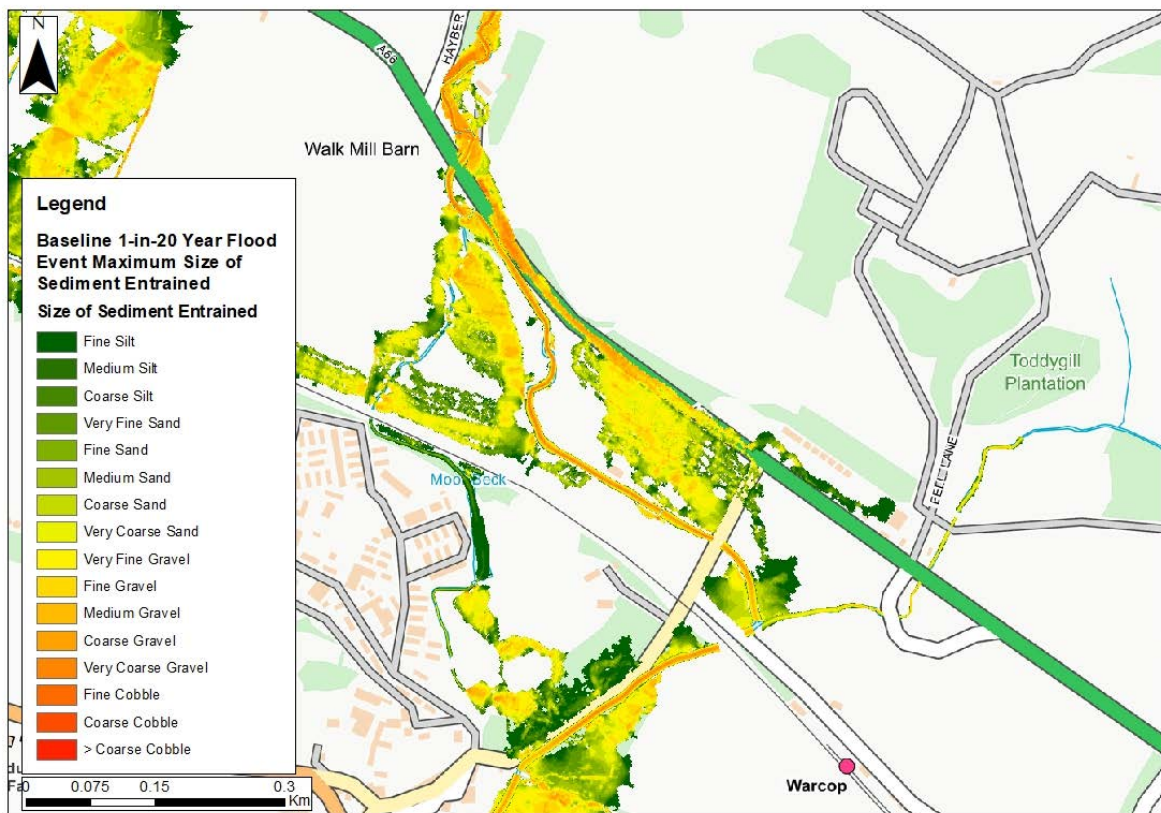 N
A66
HAYBER
Walk Mill Barn
Legend
Baseline 1-in-20 Year Flood
Event Maximum Size of
Sediment Entrained
Size of Sediment Entrained
Fine Silt
Medium Silt
Coarse Silt
Very Fine Sand
Fine Sand
Medium Sand
Coarse Sand
Very Coarse Sand
Very Fine Gravel
Fine Gravel
Medium Gravel
Coarse Gravel
Very Coarse Gravel
Fine Cobble
Coarse Cobble
> Coarse Cobble
0 0.075 0.15 0.3
Km
Toddygill
Plantation
LANE
Warcop